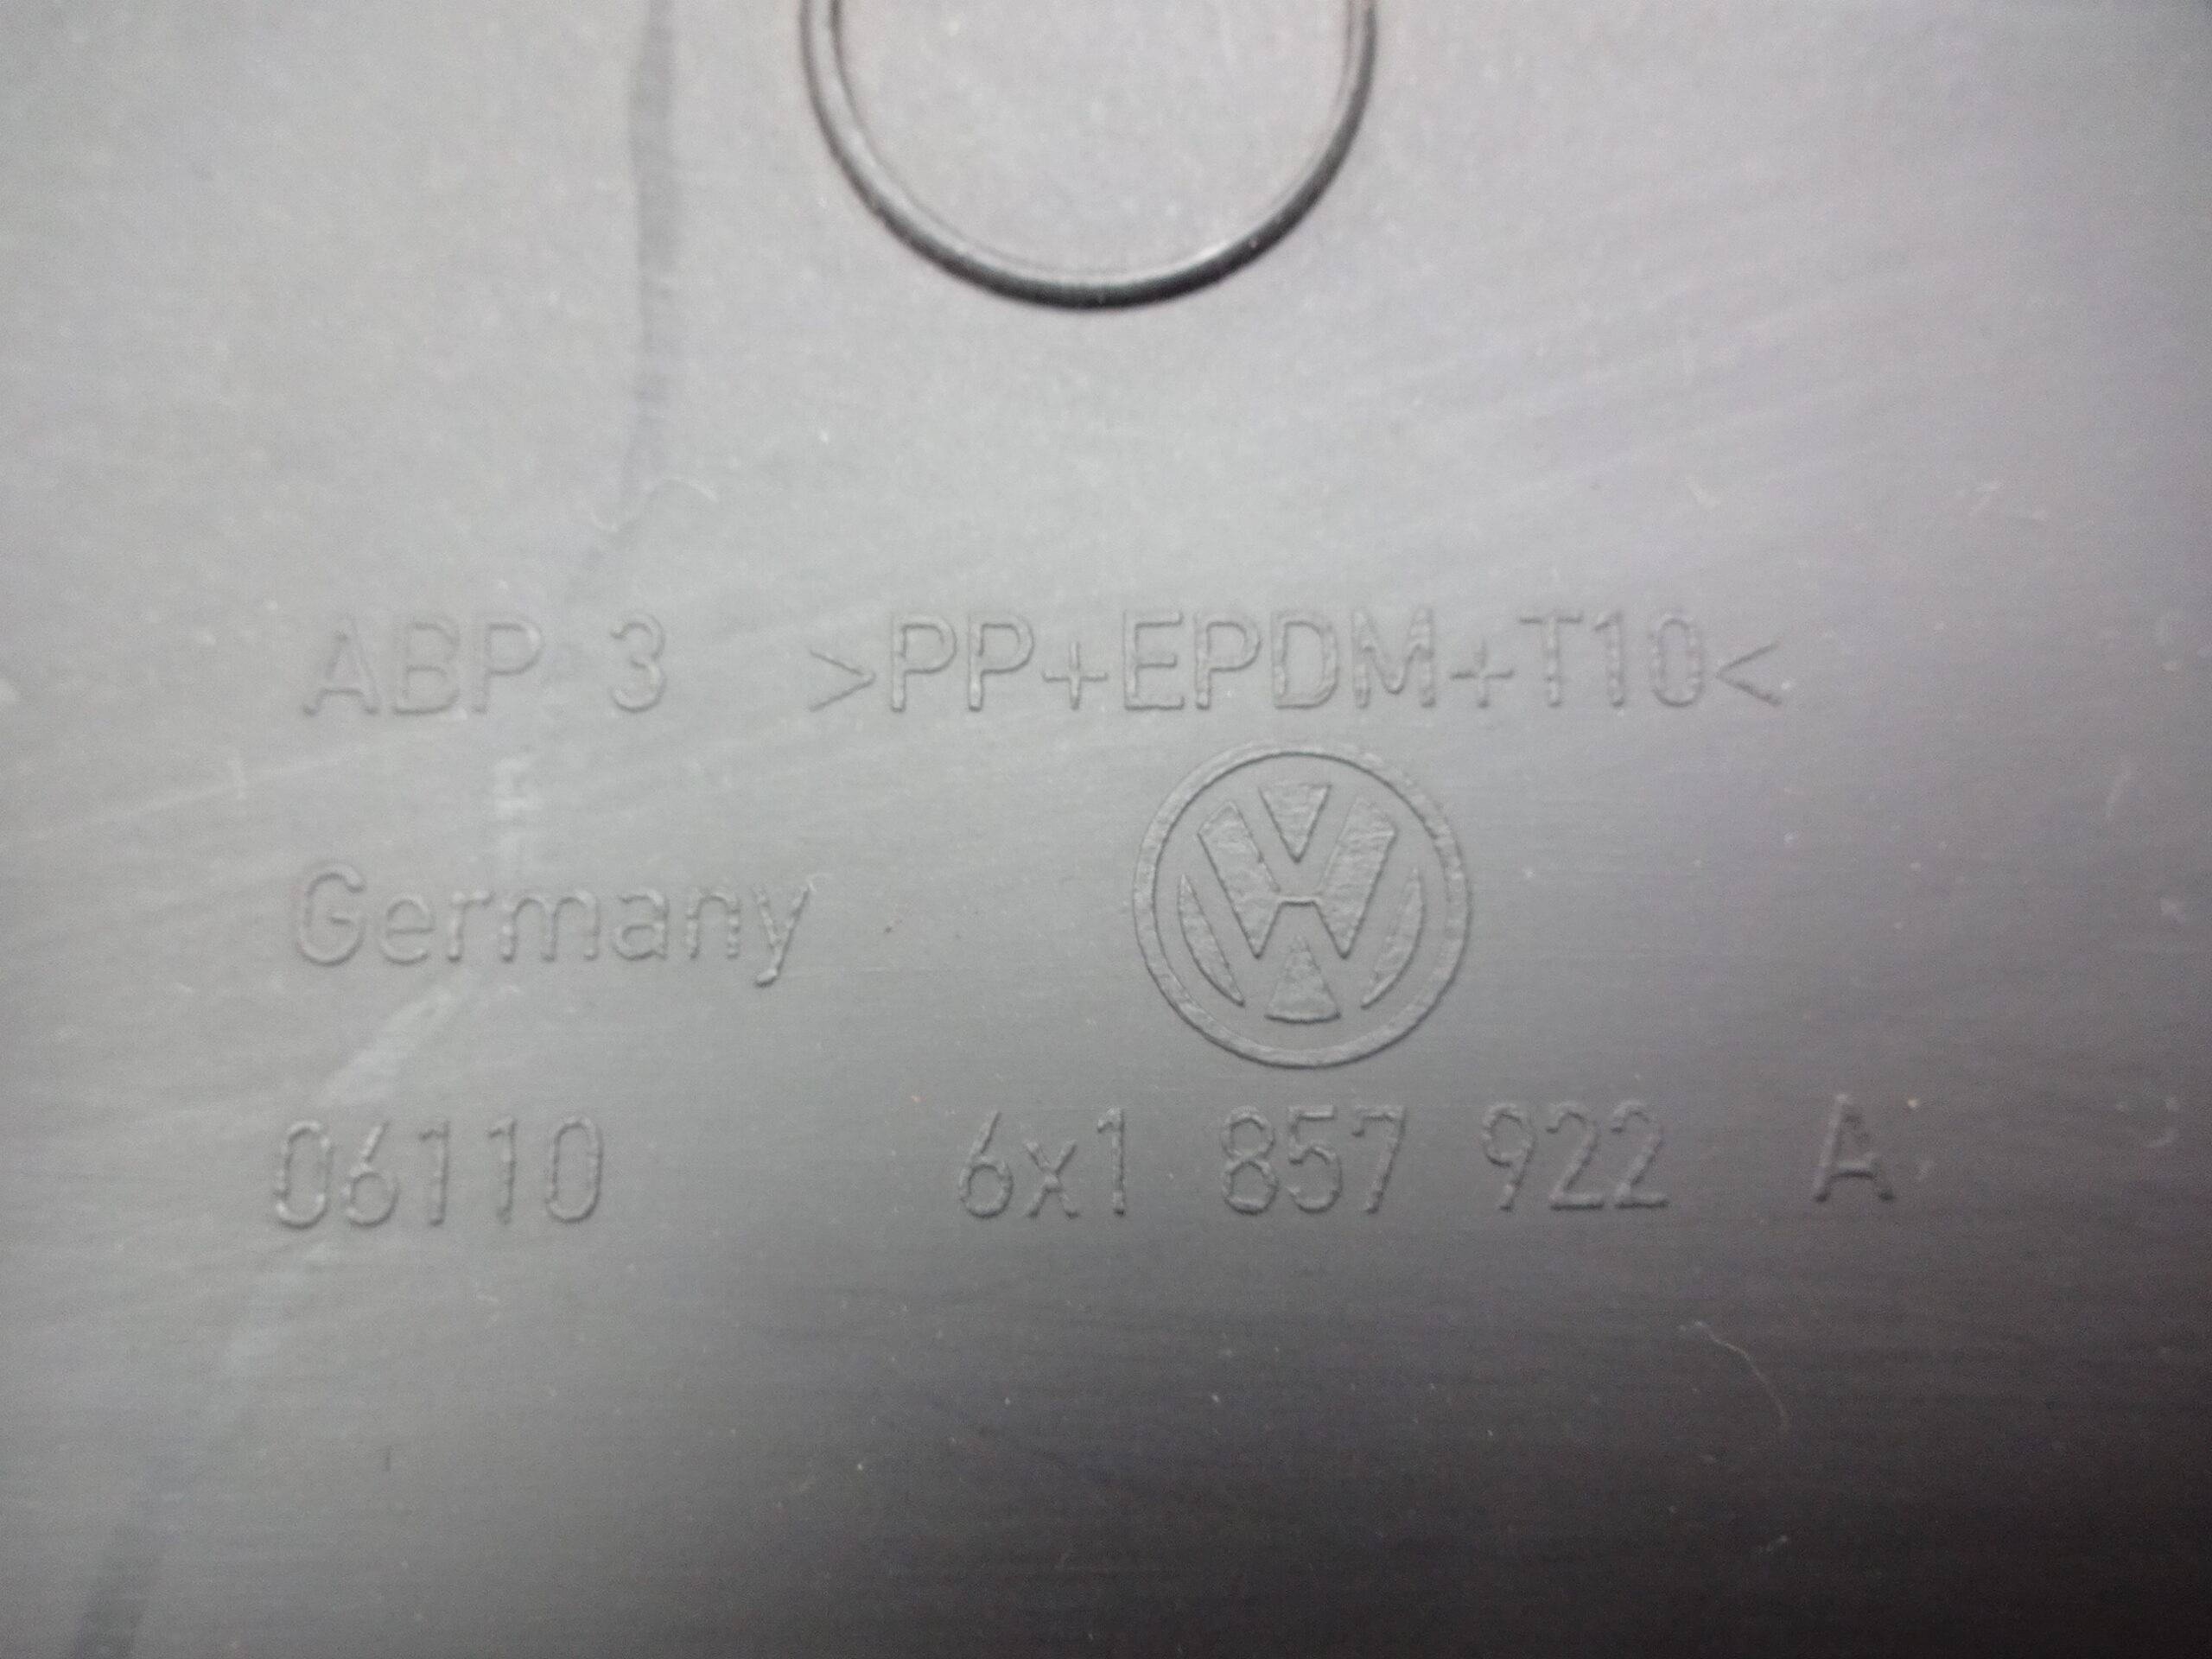 ABP 3 >PP+EPDM+T10<
Germany
06110 6x1 857 922 A